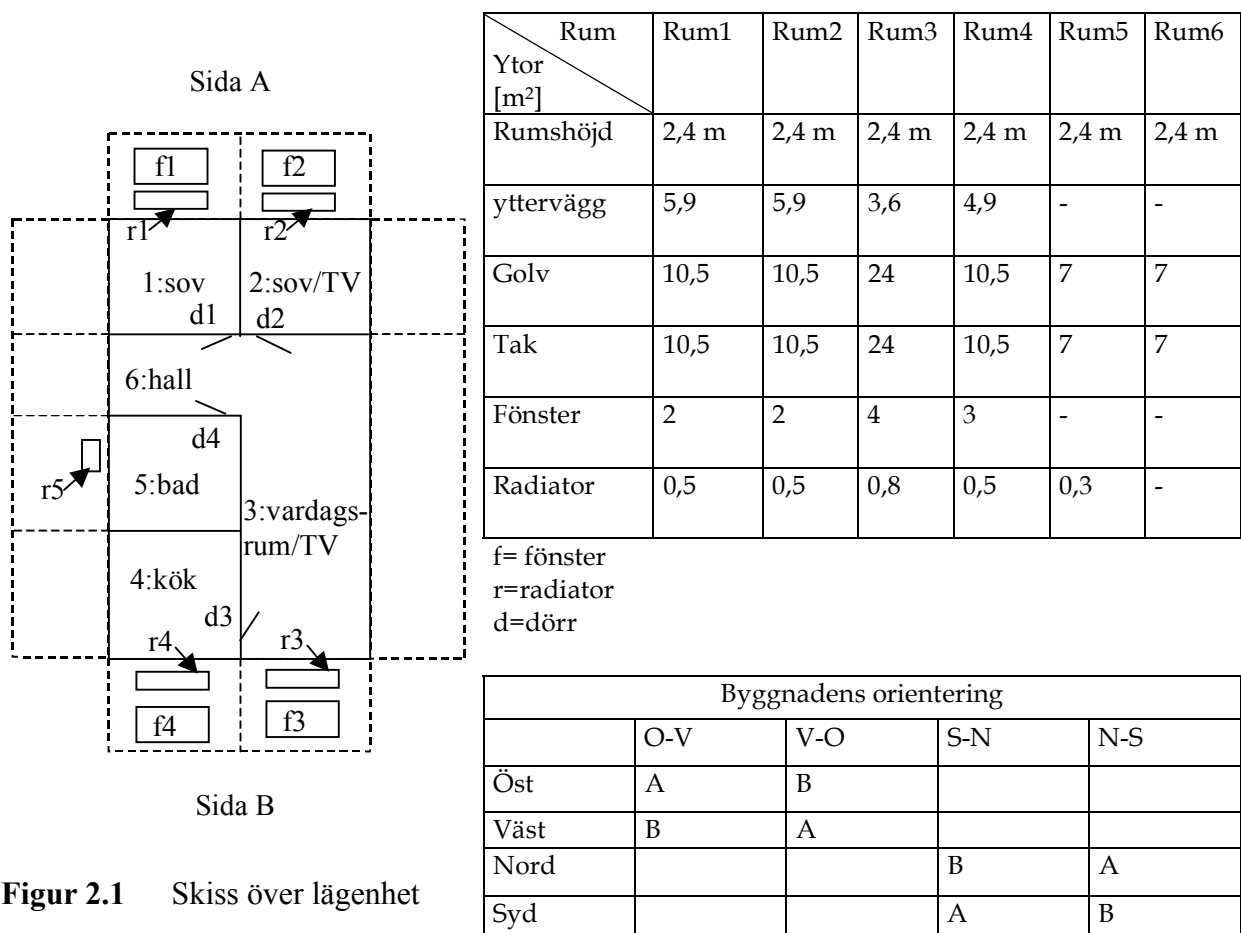 Sida A
f1 f2
r1 r2
1:sov 2:sov/TV
d1 d2
6:hall
d4
r5 5:bad
3:vardags-
rum/TV
4:kök
d3
r4 r3
f4 f3
Sida B
Figur 2.1 Skiss över lägenhet
Rum Rum1 Rum2 Rum3 Rum4 Rum5 Rum6
Ytor
[m²]
Rumshöjd 2,4 m 2,4 m 2,4 m 2,4 m 2,4 m 2,4 m
yttervägg 5,9 5,9 3,6 4,9 - -
Golv 10,5 10,5 24 10,5 7 7
Tak 10,5 10,5 24 10,5 7 7
Fönster 2 2 4 3 - -
Radiator 0,5 0,5 0,8 0,5 0,3 -
f= fönster
r=radiator
d=dörr
Byggnadens orientering
O-V V-O S-N N-S
Öst A B
Väst B A
Nord B A
Syd A B